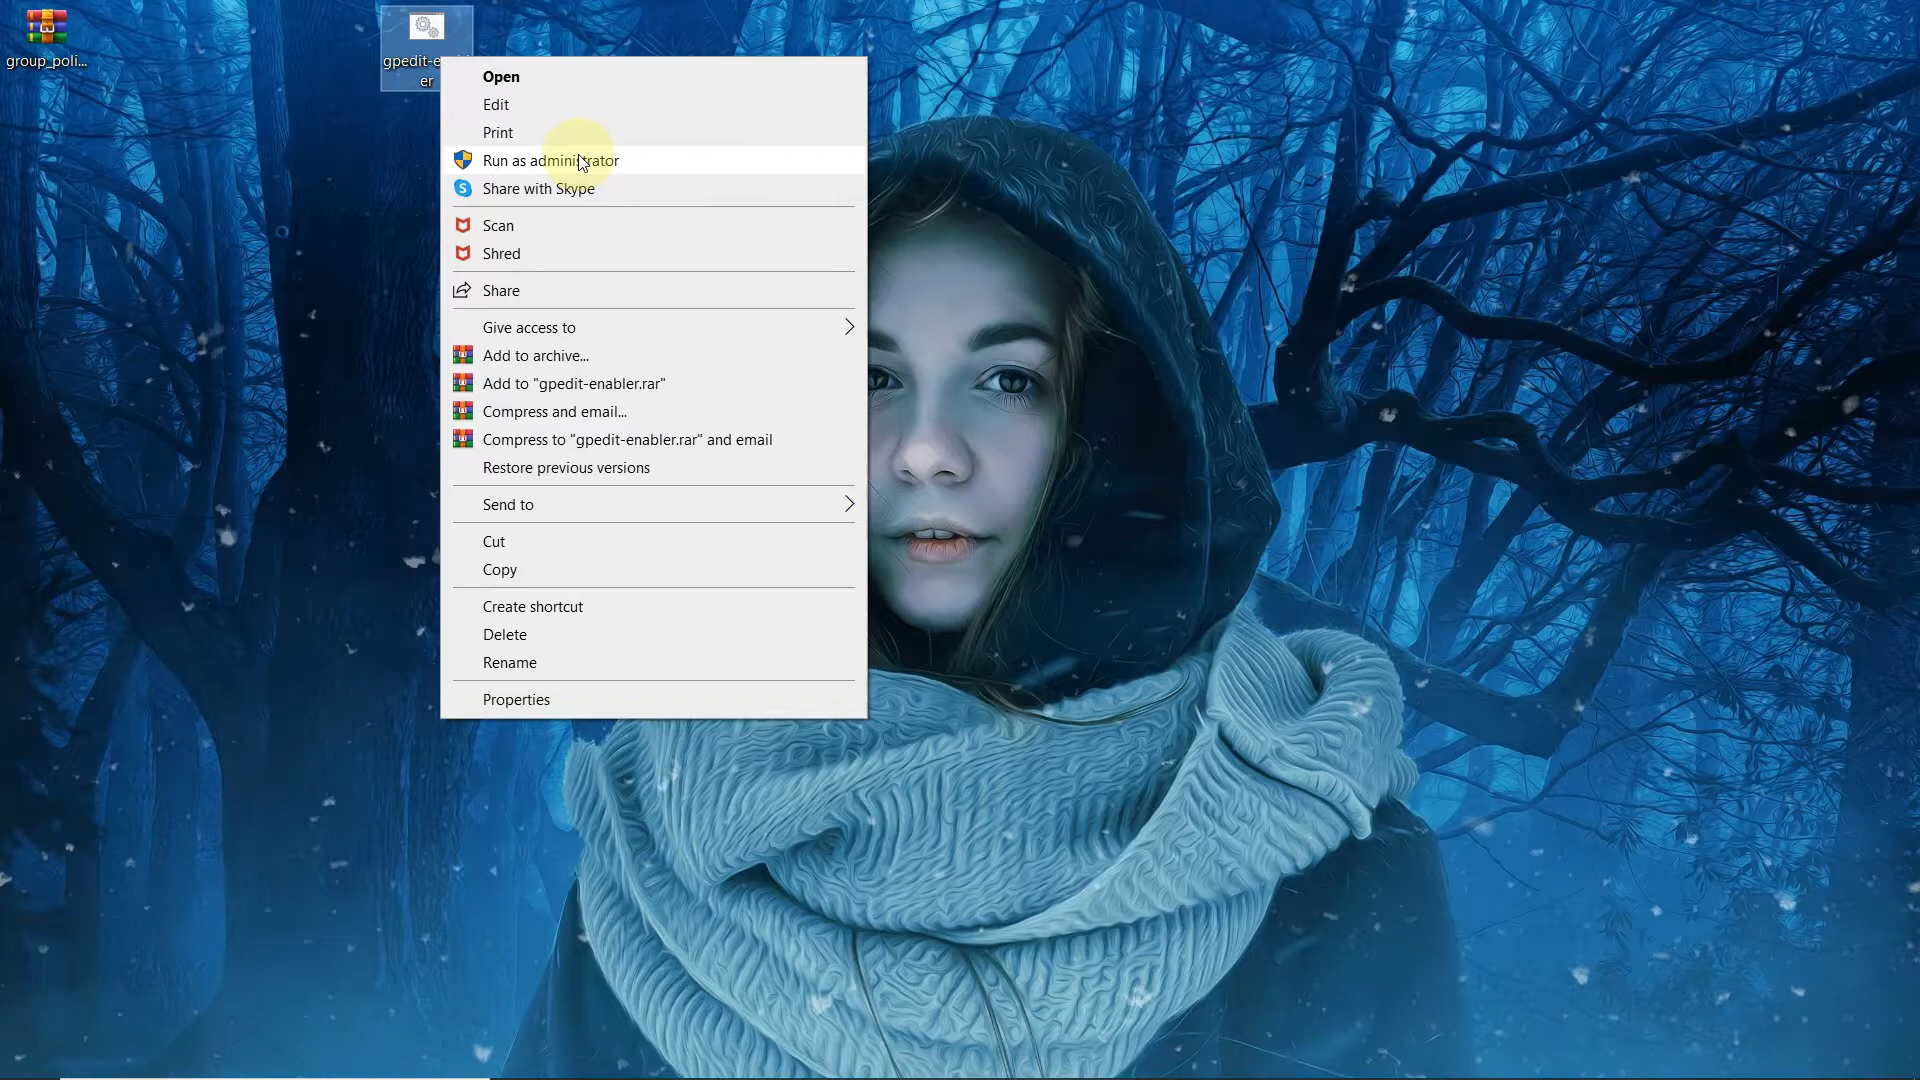 group_poli...
gpedit-e
er
Open
Edit
Print
Run as administrator
Share with Skype
Scan
Shred
Share
Give access to
Add to archive...
Add to "gpedit-enabler.rar"
Compress and email...
Compress to "gpedit-enabler.rar" and email
Restore previous versions
Send to
Cut
Copy
Create shortcut
Delete
Rename
Properties